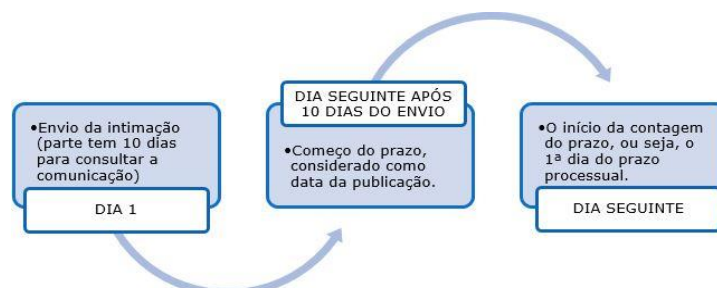 •Envio da intimação
(parte tem 10 dias
para consultar a
comunicação)
DIA 1
DIA SEGUINTE APÓS
10 DIAS DO ENVIO
•Começo do prazo,
considerado como
data da publicação.
•O início da contagem
do prazo, ou seja, o
1ª dia do prazo
processual.
DIA SEGUINTE